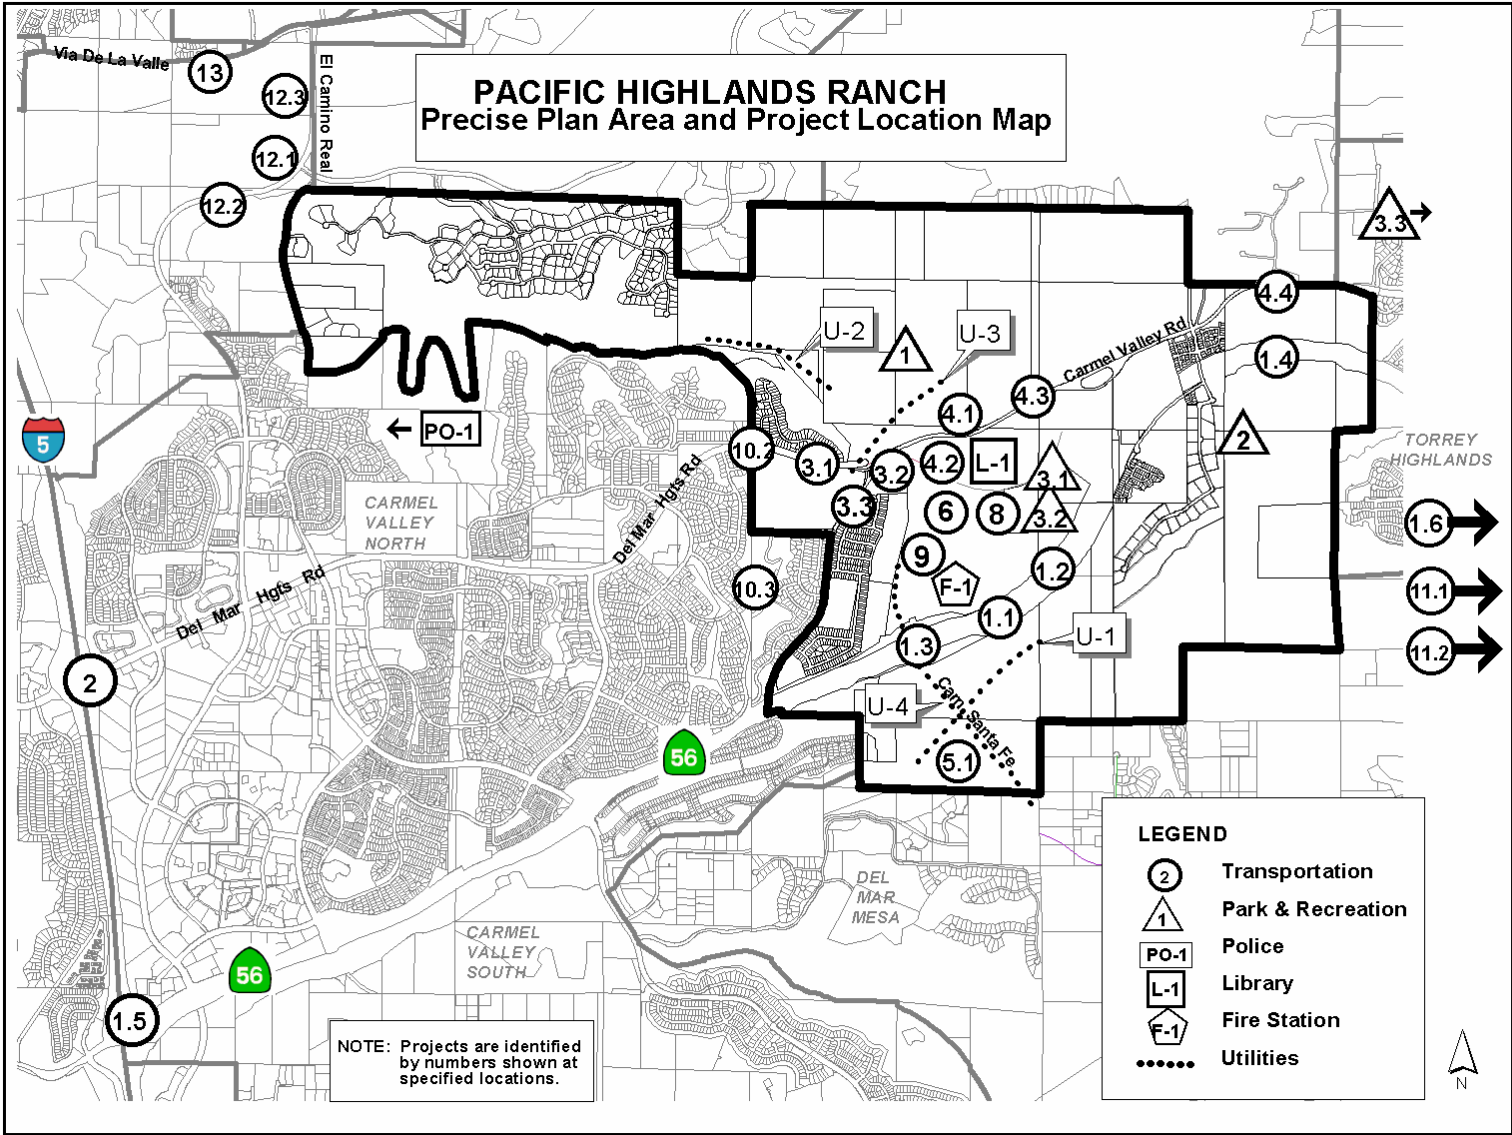 PACIFIC HIGHLANDS RANCH
Precise Plan Area and Project Location Map
Via De La Valle
13
12.3
El Camino Real
12.1
12.2
3.3
4.4
U-2
U-3
1
Carmel Valley Rd
1.4
4.3
4.1
5
PO-1
2
TORREY
HIGHLANDS
10.2
3.1
3.2
4.2
L-1
3.1
Del Mar Hgts Rd
CARMEL
VALLEY
NORTH
3.3
6
8
3.2
1.6
9
1.2
Del Mar Hgts Rd
10.3
F-1
11.1
1.1
U-1
1.3
11.2
2
U-4
Cam Santa Fe
56
5.1
DEL
MAR
MESA
CARMEL
VALLEY
SOUTH
56
1.5
NOTE: Projects are identified
by numbers shown at
specified locations.
LEGEND
2 Transportation
1 Park & Recreation
PO-1 Police
L-1 Library
F-1 Fire Station
Utilities
N